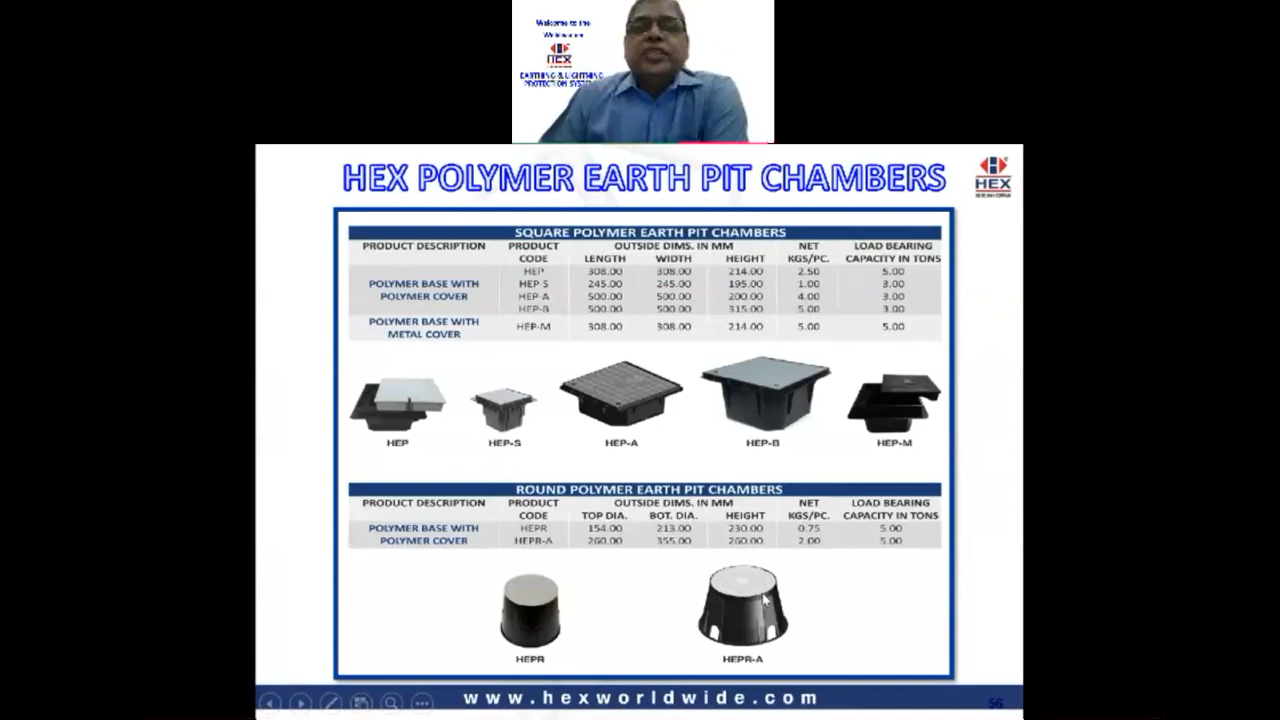 Welcome to the
Webinar on
HEX
EARTHING & LIGHTNING
PROTECTION SYSTEM
HEX POLYMER EARTH PIT CHAMBERS
HEX
SQUARE POLYMER EARTH PIT CHAMBERS
PRODUCT DESCRIPTION PRODUCT CODE OUTSIDE DIMS. IN MM NET KGS/PC. LOAD BEARING CAPACITY IN TONS
LENGTH WIDTH HEIGHT
POLYMER BASE WITH POLYMER COVER
HEP 308.00 308.00 214.00 2.50 5.00
HEP-S 245.00 245.00 195.00 1.00 3.00
HEP-A 500.00 500.00 200.00 4.00 3.00
HEP-B 500.00 500.00 315.00 5.00 3.00
POLYMER BASE WITH METAL COVER
HEP-M 308.00 308.00 214.00 5.00 5.00
HEP HEP-S HEP-A HEP-B HEP-M
ROUND POLYMER EARTH PIT CHAMBERS
PRODUCT DESCRIPTION PRODUCT CODE OUTSIDE DIMS. IN MM NET KGS/PC. LOAD BEARING CAPACITY IN TONS
TOP DIA. BOT. DIA. HEIGHT
POLYMER BASE WITH POLYMER COVER
HEPR 154.00 213.00 230.00 0.75 5.00
HEPR-A 260.00 355.00 260.00 2.00 5.00
HEPR HEPR-A
www.hexworldwide.com
56